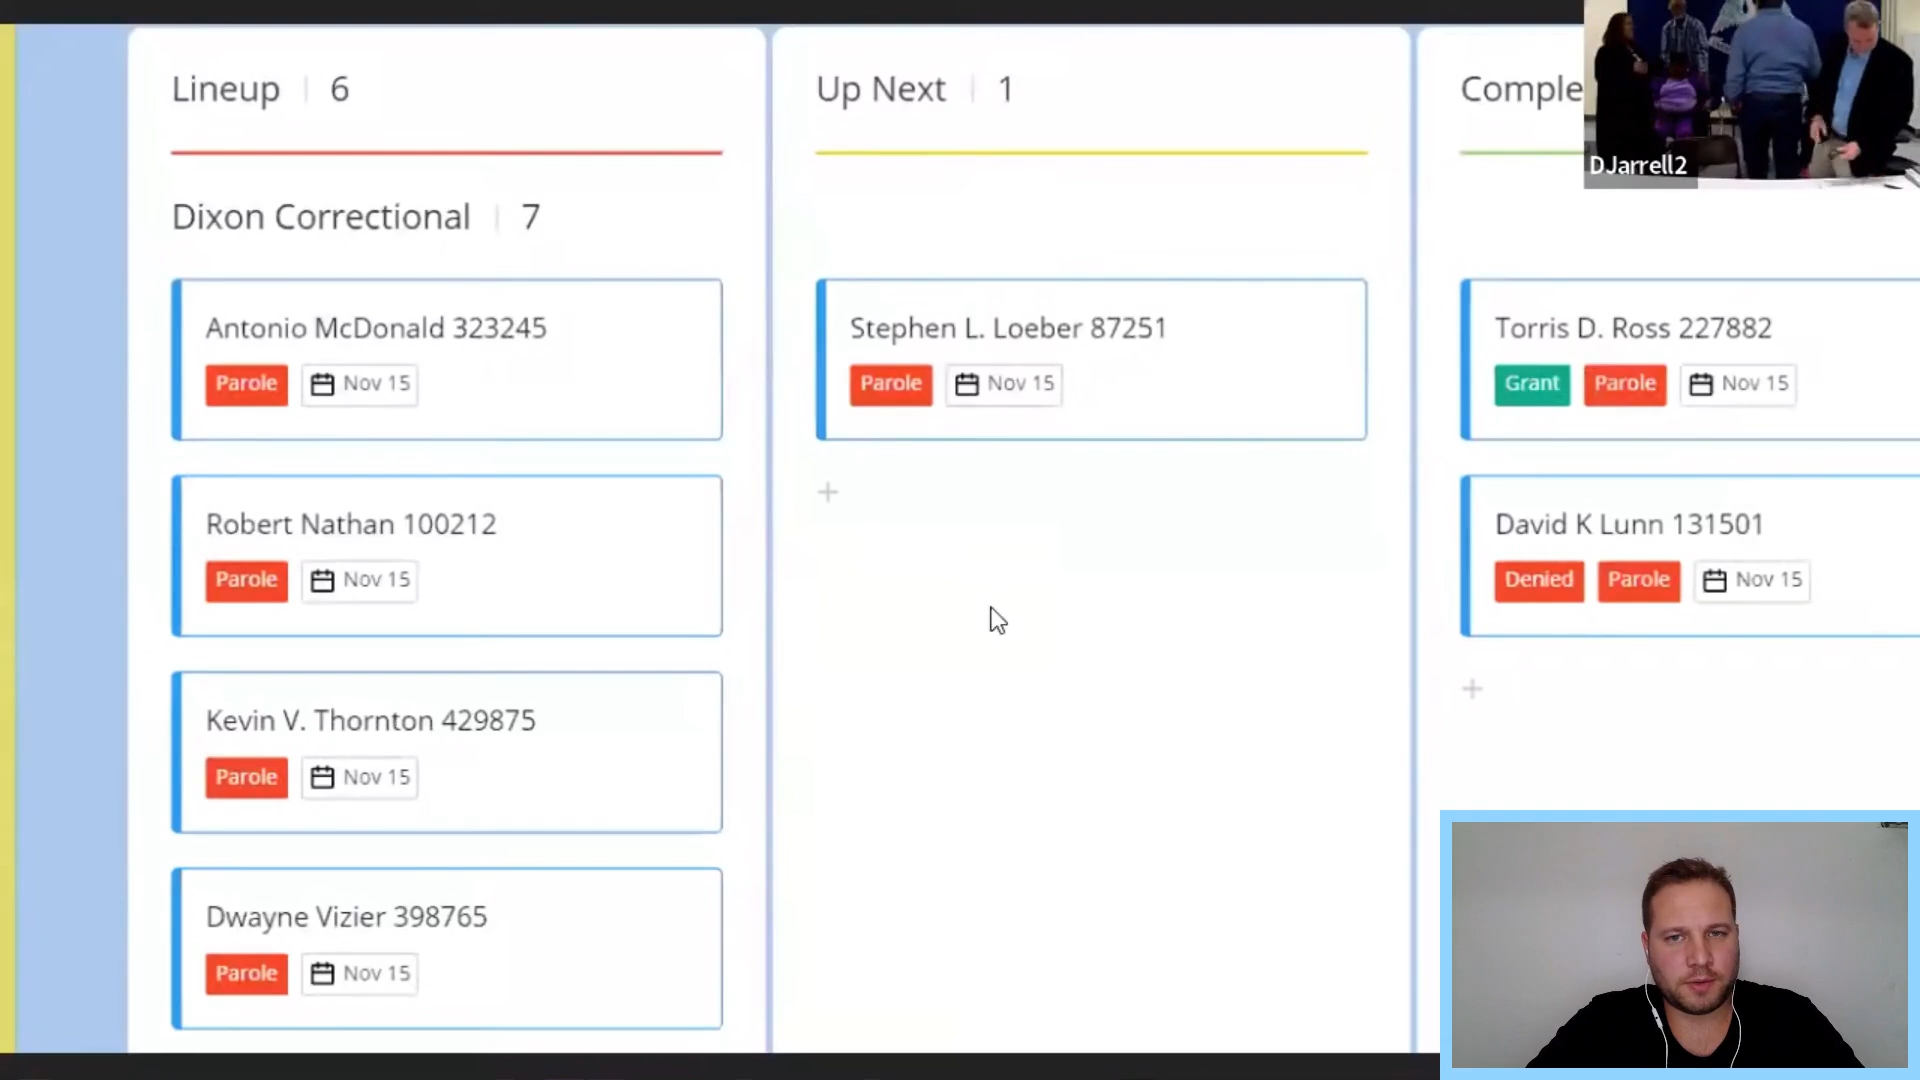 Lineup 6
Dixon Correctional 7
Antonio McDonald 323245
Parole Nov 15
Robert Nathan 100212
Parole Nov 15
Kevin V. Thornton 429875
Parole Nov 15
Dwayne Vizier 398765
Parole Nov 15
Up Next 1
Stephen L. Loeber 87251
Parole Nov 15
Comple
Torris D. Ross 227882
Grant Parole Nov 15
David K Lunn 131501
Denied Parole Nov 15
DJarrell2